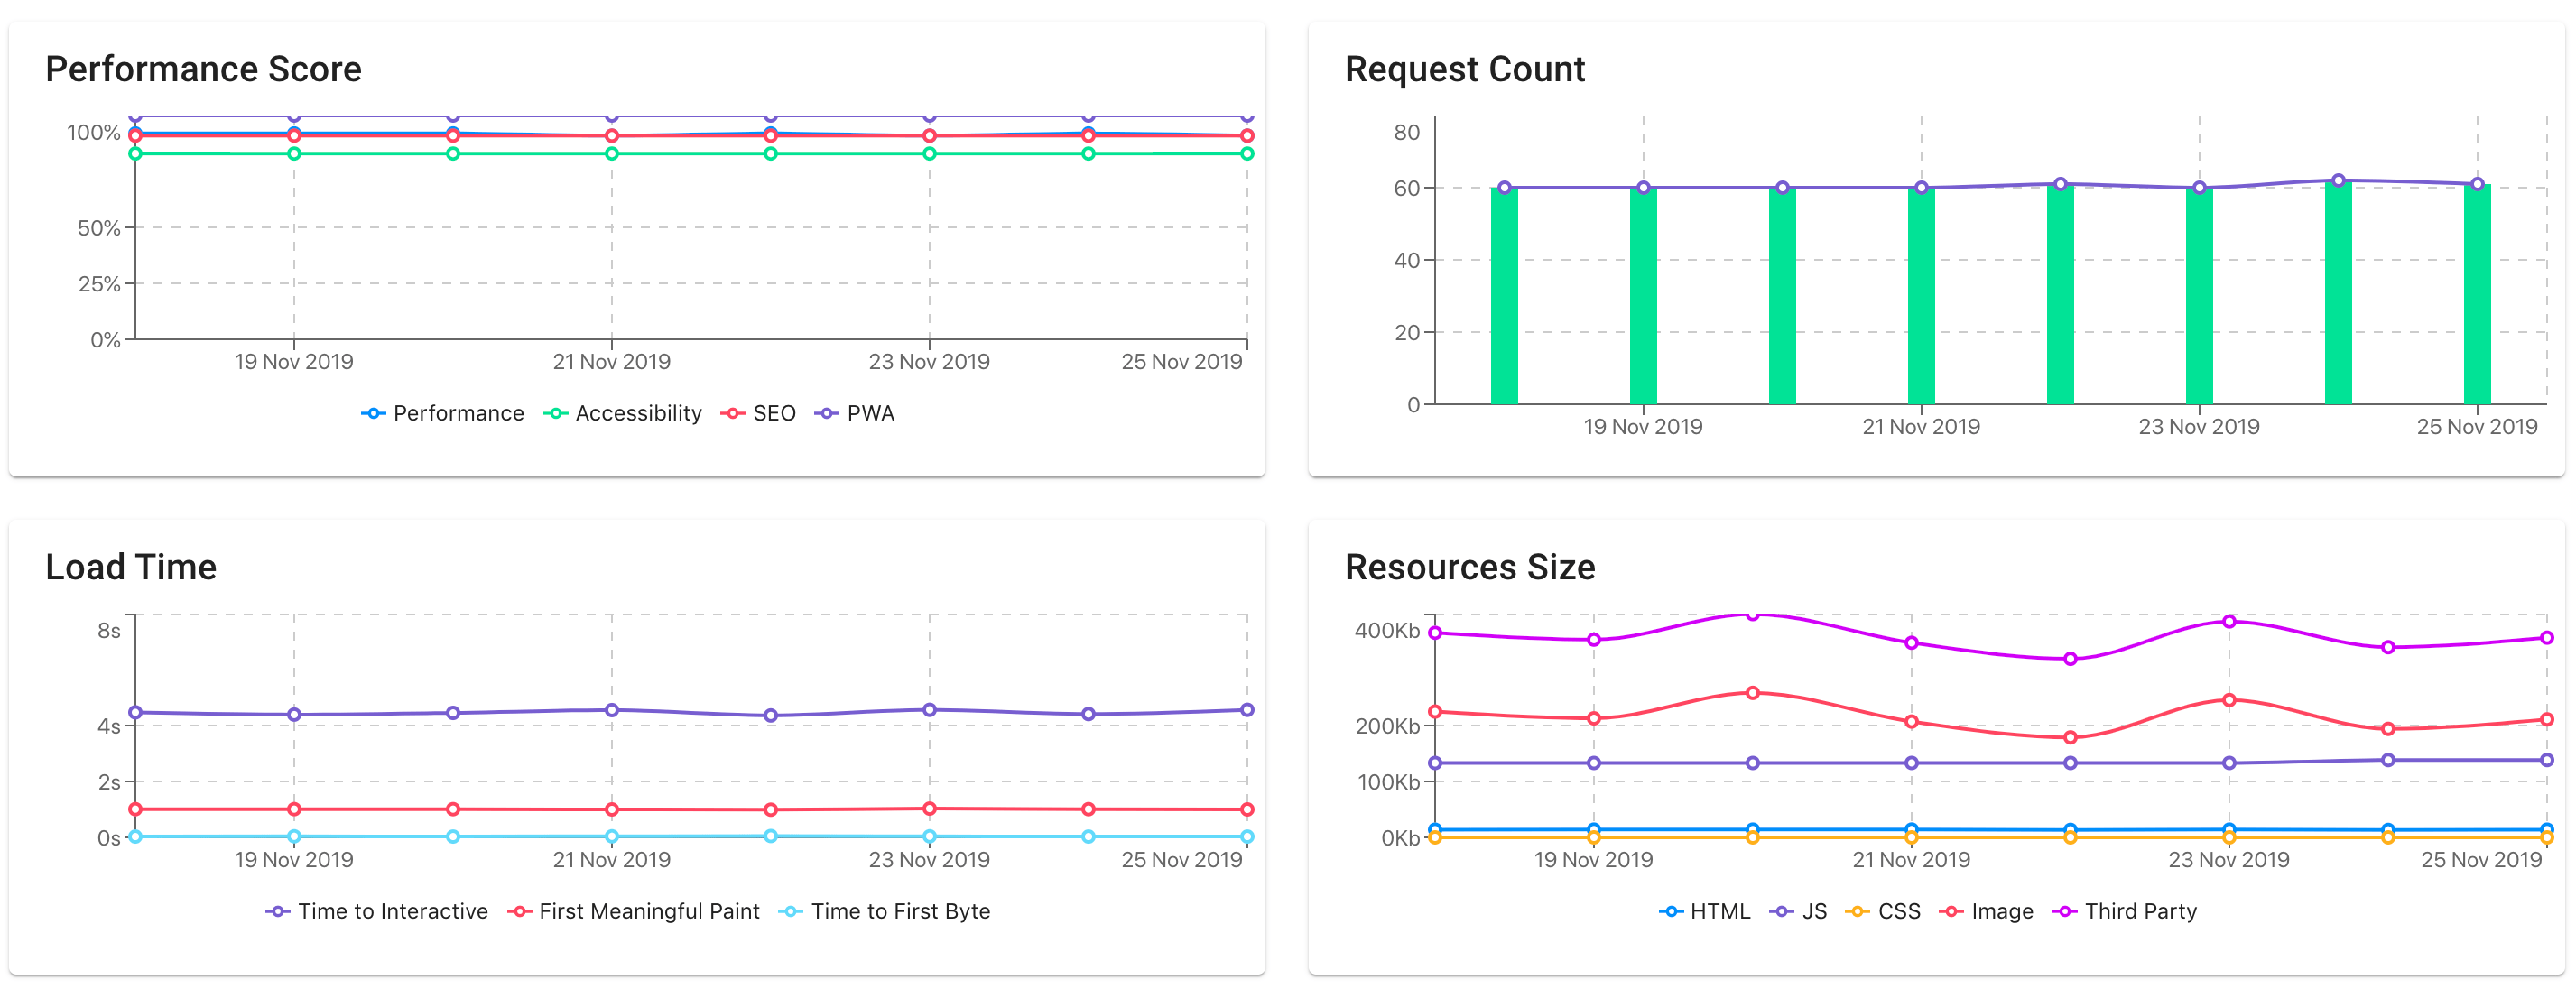 Performance Score
100%
50%
25%
0%
19 Nov 2019 21 Nov 2019 23 Nov 2019 25 Nov 2019
Performance Accessibility SEO PWA
Request Count
80
60
40
20
0
19 Nov 2019 21 Nov 2019 23 Nov 2019 25 Nov 2019
Load Time
8s
4s
2s
0s
19 Nov 2019 21 Nov 2019 23 Nov 2019 25 Nov 2019
Time to Interactive First Meaningful Paint Time to First Byte
Resources Size
400Kb
200Kb
100Kb
0Kb
19 Nov 2019 21 Nov 2019 23 Nov 2019 25 Nov 2019
HTML JS CSS Image Third Party